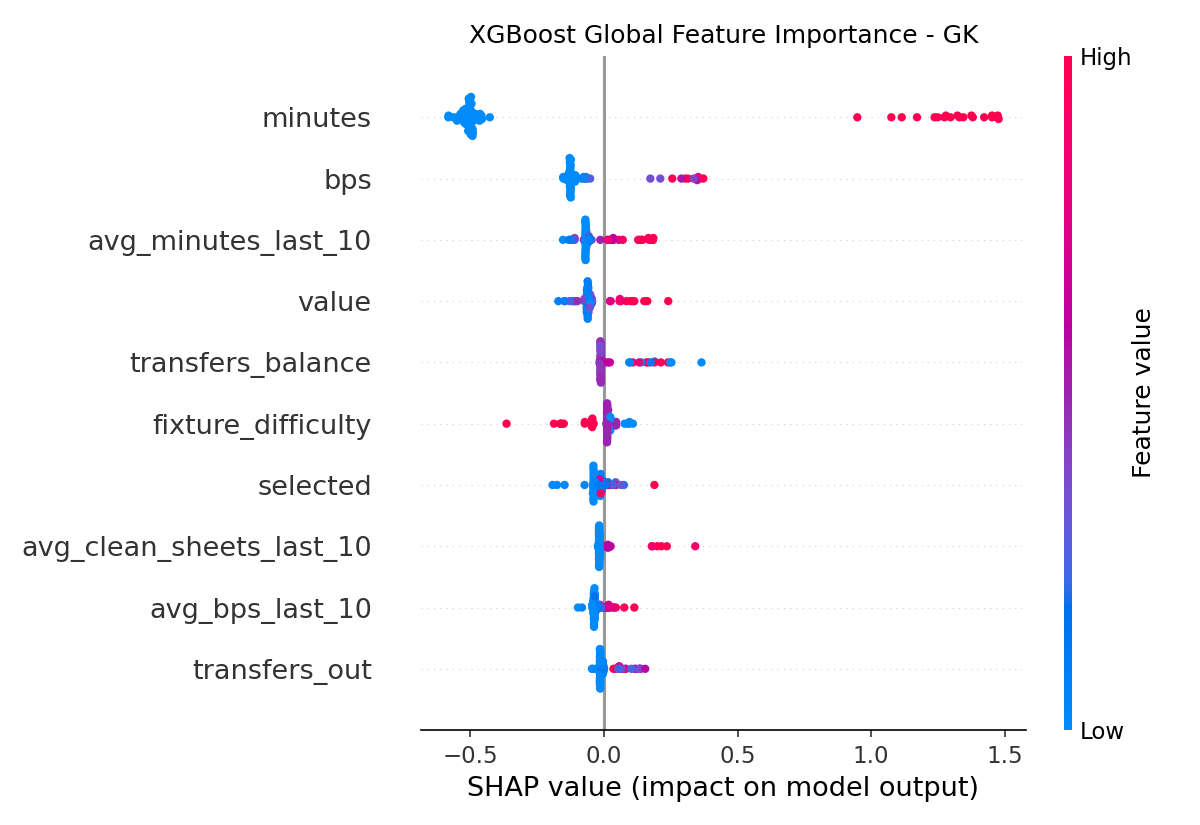 XGBoost Global Feature Importance - GK
High
minutes
bps
avg_minutes_last_10
value
transfers_balance
fixture_difficulty
selected
avg_clean_sheets_last_10
avg_bps_last_10
transfers_out
Feature value
Low
−0.5 0.0 0.5 1.0 1.5
SHAP value (impact on model output)